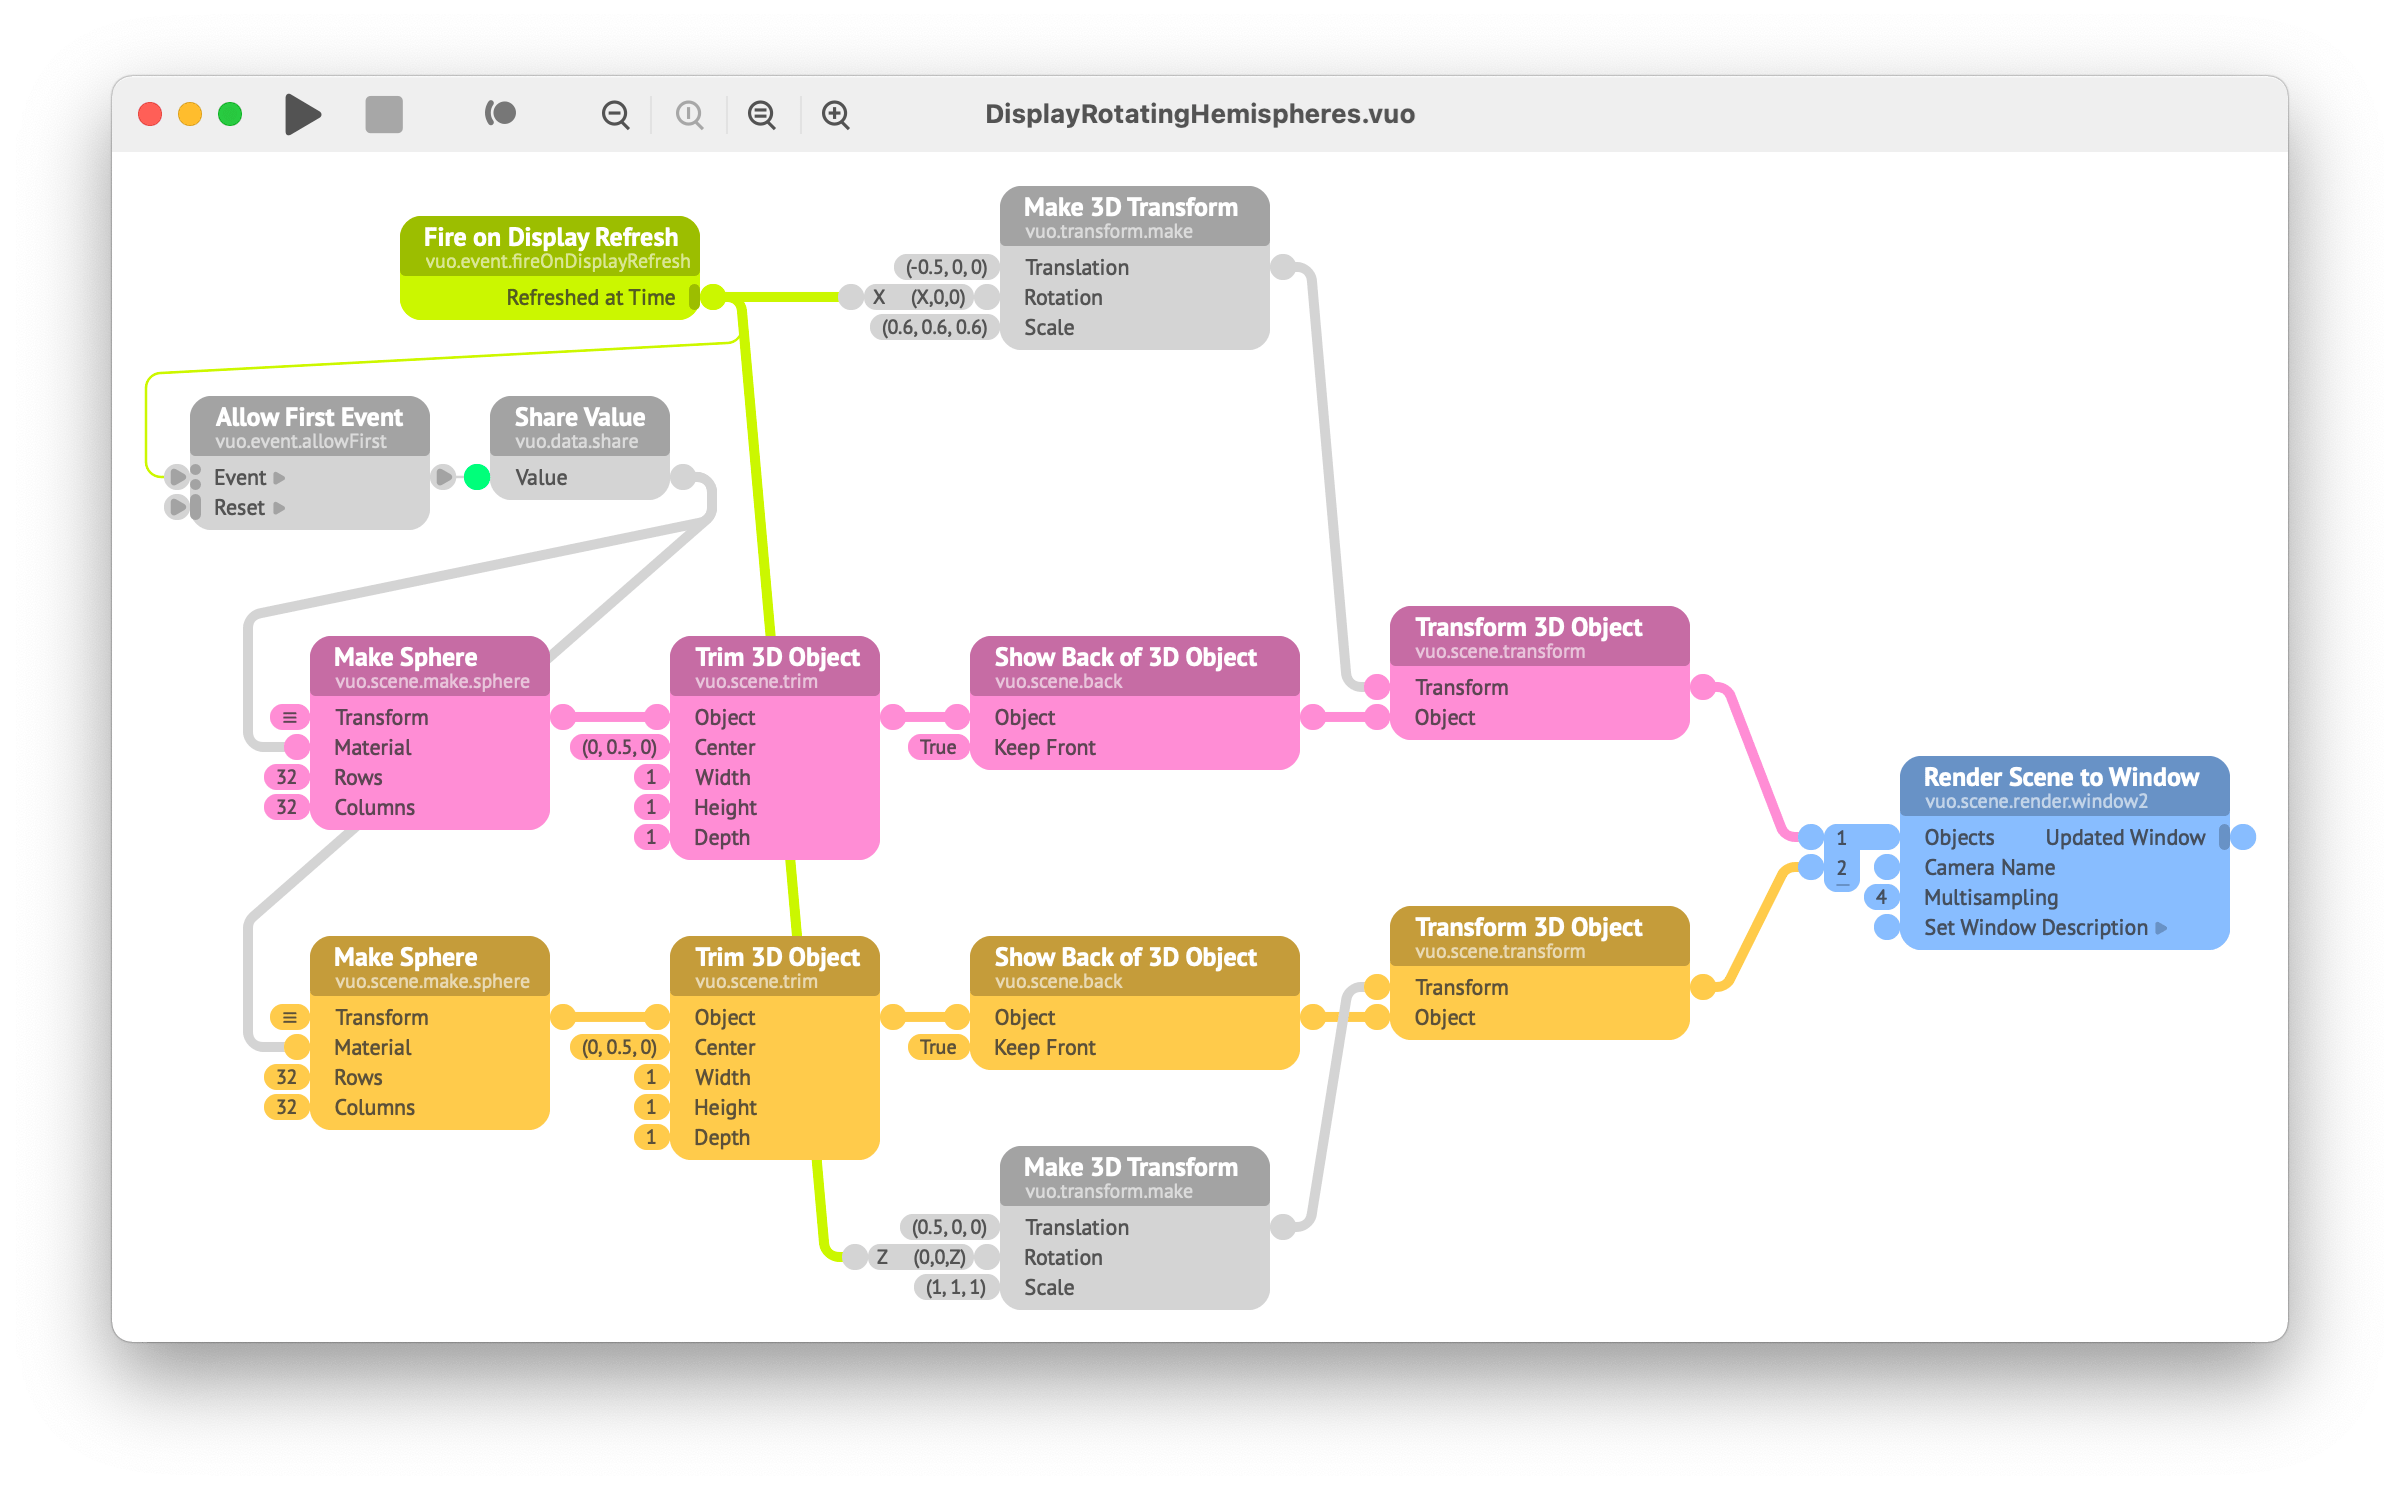 DisplayRotatingHemispheres.vuo
Make 3D Transform
vuo.transform.make
(-0.5, 0, 0) Translation
X (X,0,0) Rotation
(0.6, 0.6, 0.6) Scale
Fire on Display Refresh
vuo.event.fireOnDisplayRefresh
Refreshed at Time
Allow First Event
vuo.event.allowFirst
Event
Reset
Share Value
vuo.data.share
Value
Make Sphere
vuo.scene.make.sphere
Transform
Material
32 Rows
32 Columns
Trim 3D Object
vuo.scene.trim
Object
(0, 0.5, 0) Center
1 Width
1 Height
1 Depth
Show Back of 3D Object
vuo.scene.back
Object
True Keep Front
Transform 3D Object
vuo.scene.transform
Transform
Object
Render Scene to Window
vuo.scene.render.window2
1 Objects Updated Window
2 Camera Name
4 Multisampling
Set Window Description
Make Sphere
vuo.scene.make.sphere
Transform
Material
32 Rows
32 Columns
Trim 3D Object
vuo.scene.trim
Object
(0, 0.5, 0) Center
1 Width
1 Height
1 Depth
Show Back of 3D Object
vuo.scene.back
Object
True Keep Front
Transform 3D Object
vuo.scene.transform
Transform
Object
Make 3D Transform
vuo.transform.make
(0.5, 0, 0) Translation
Z (0,0,Z) Rotation
(1, 1, 1) Scale